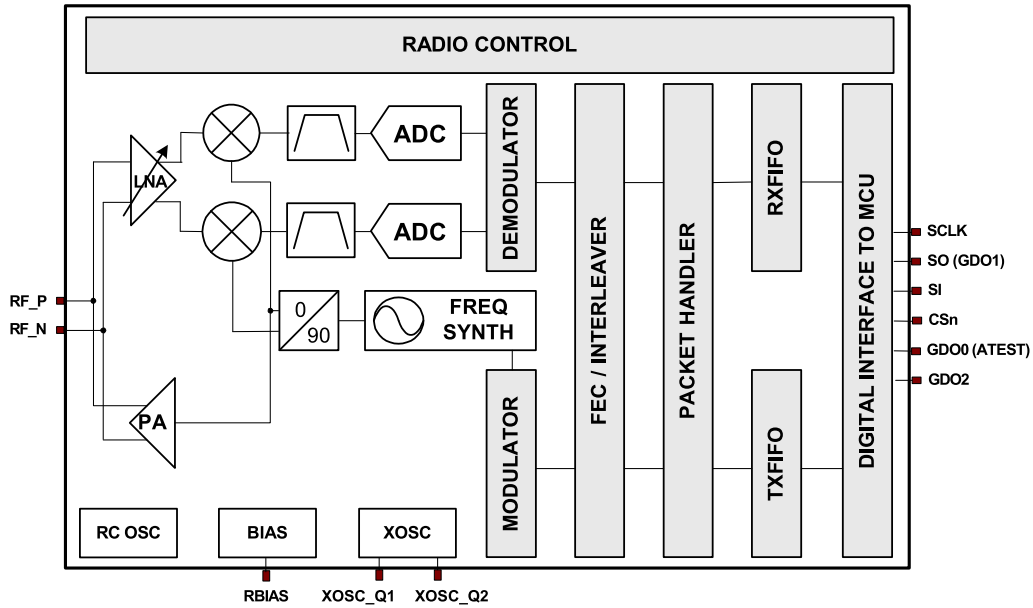 RADIO CONTROL
LNA
ADC
ADC
DEMODULATOR
FEC / INTERLEAVER
PACKET HANDLER
RXFIFO
DIGITAL INTERFACE TO MCU
SCLK
SO (GDO1)
SI
CSn
GDO0 (ATEST)
GDO2
RF_P
RF_N
0
90
FREQ
SYNTH
PA
MODULATOR
TXFIFO
RC OSC
BIAS
XOSC
RBIAS
XOSC_Q1
XOSC_Q2